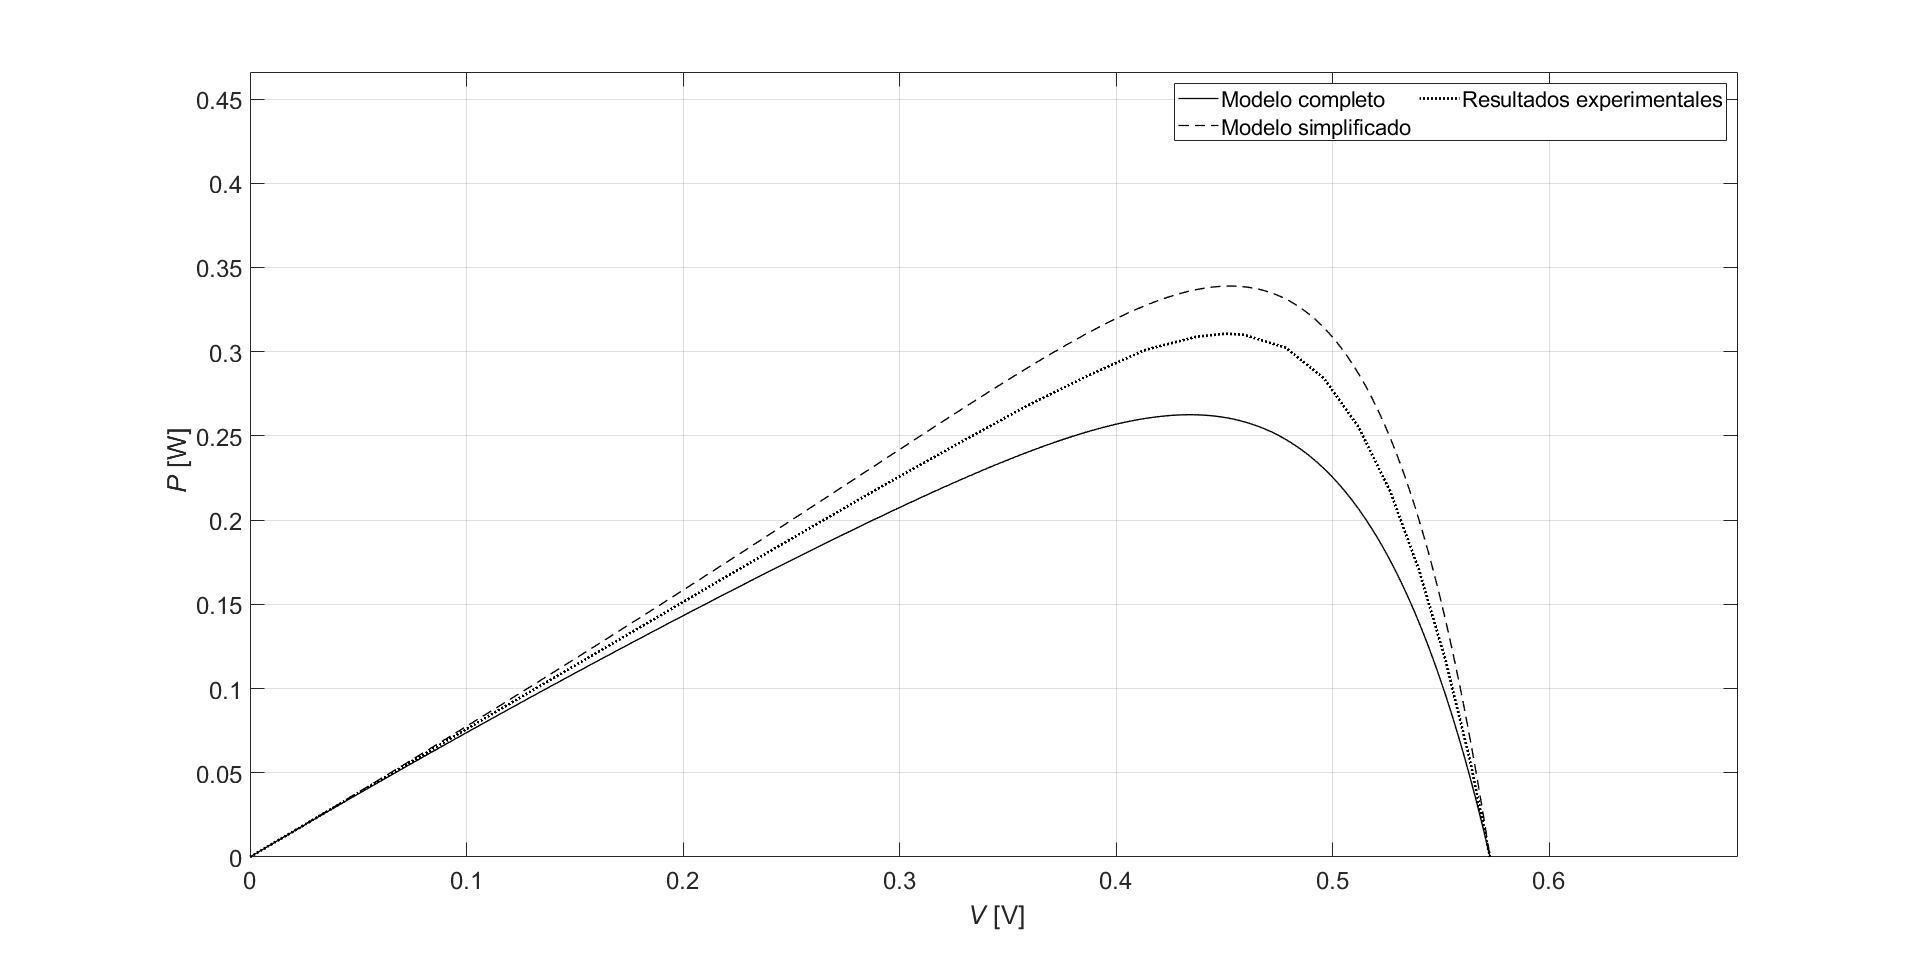 Modelo completo
Modelo simplificado
Resultados experimentales
0.45
0.4
0.35
0.3
0.25
0.2
0.15
0.1
0.05
0
P [W]
0 0.1 0.2 0.3 0.4 0.5 0.6
V [V]